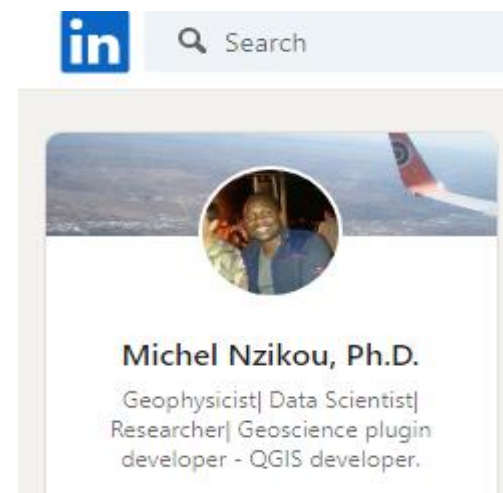 in
Search
Michel Nzikou, Ph.D.
Geophysicist| Data Scientist|
Researcher| Geoscience plugin
developer - QGIS developer.